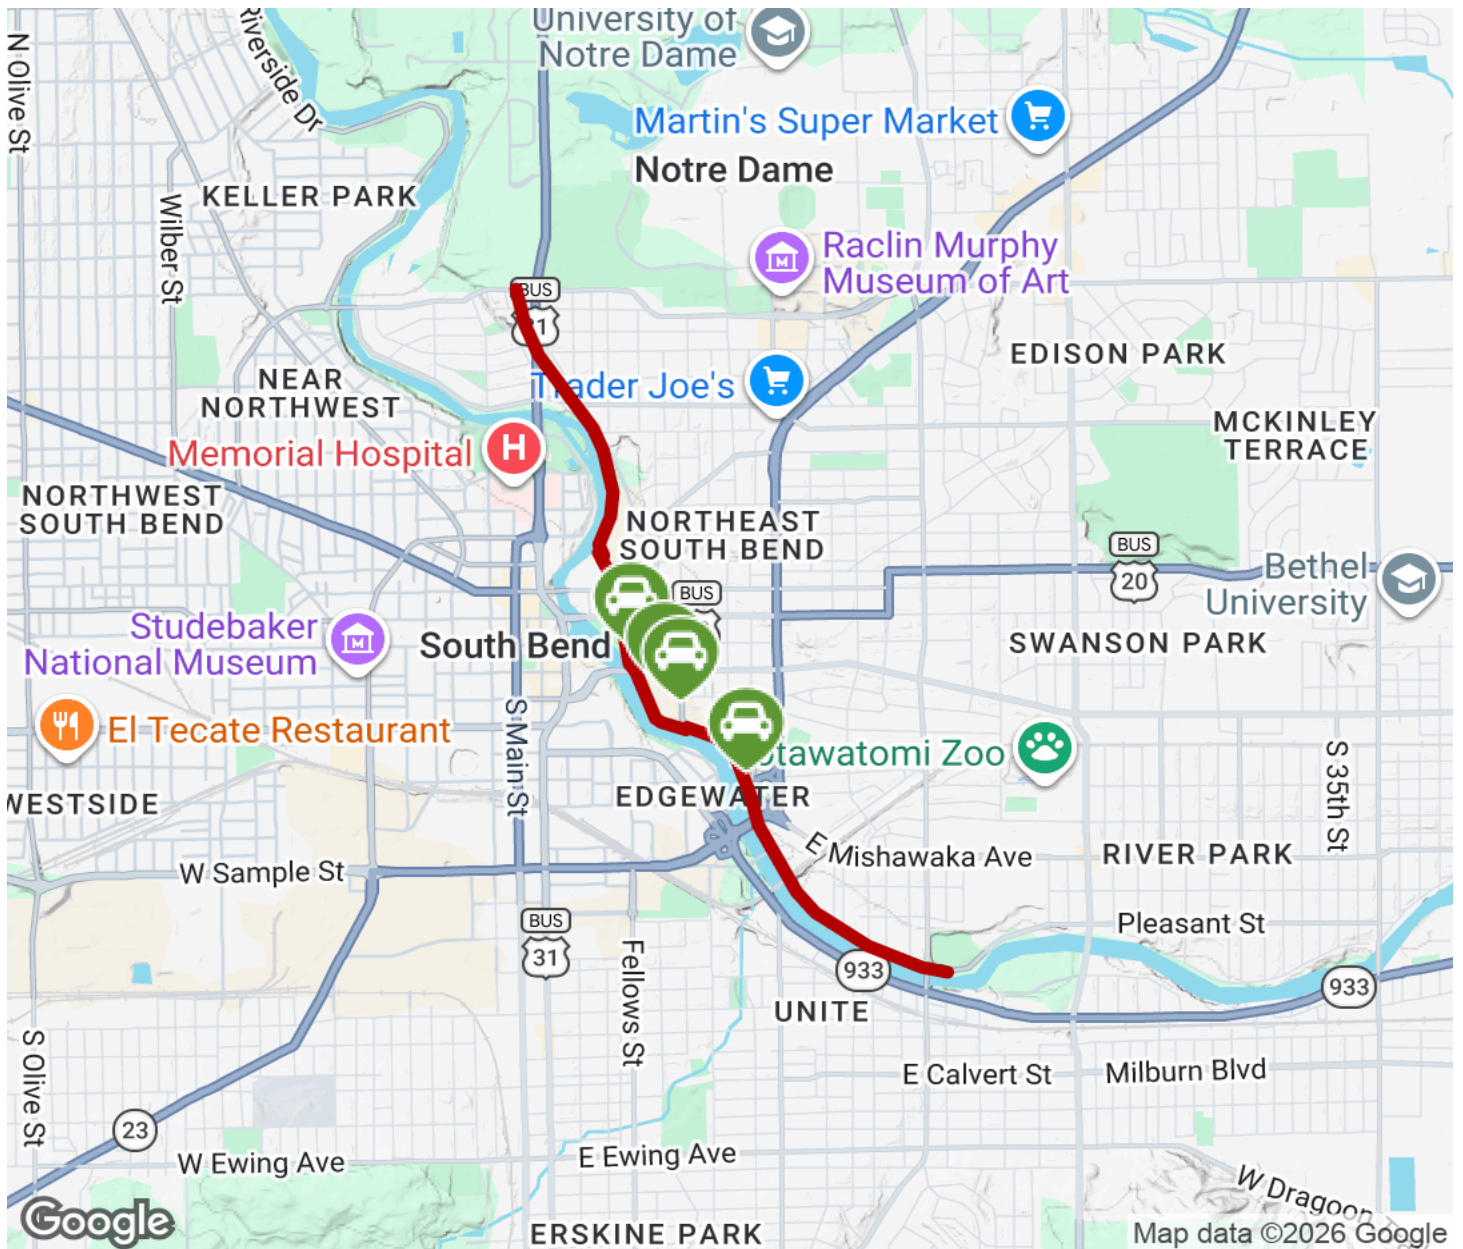 University of
Notre Dame
N Olive St
Riverside Dr
Martin's Super Market
Notre Dame
KELLER PARK
Wilber St
Raclin Murphy
Museum of Art
BUS
31
EDISON PARK
Trader Joe's
NEAR
NORTHWEST
MCKINLEY
TERRACE
Memorial Hospital
H
NORTHWEST
SOUTH BEND
NORTHEAST
SOUTH BEND
BUS
20
Bethel
University
BUS
Studebaker
National Museum
South Bend
SWANSON PARK
El Tecate Restaurant
S Main St
otawatomi Zoo
S 35th St
WESTSIDE
EDGEWATER
E Mishawaka Ave
RIVER PARK
W Sample St
BUS
31
Pleasant St
Fellows St
933
933
UNITE
S Olive St
E Calvert St
Milburn Blvd
23
W Ewing Ave
E Ewing Ave
W Dragoon
Google
ERSKINE PARK
Map data ©2026 Google